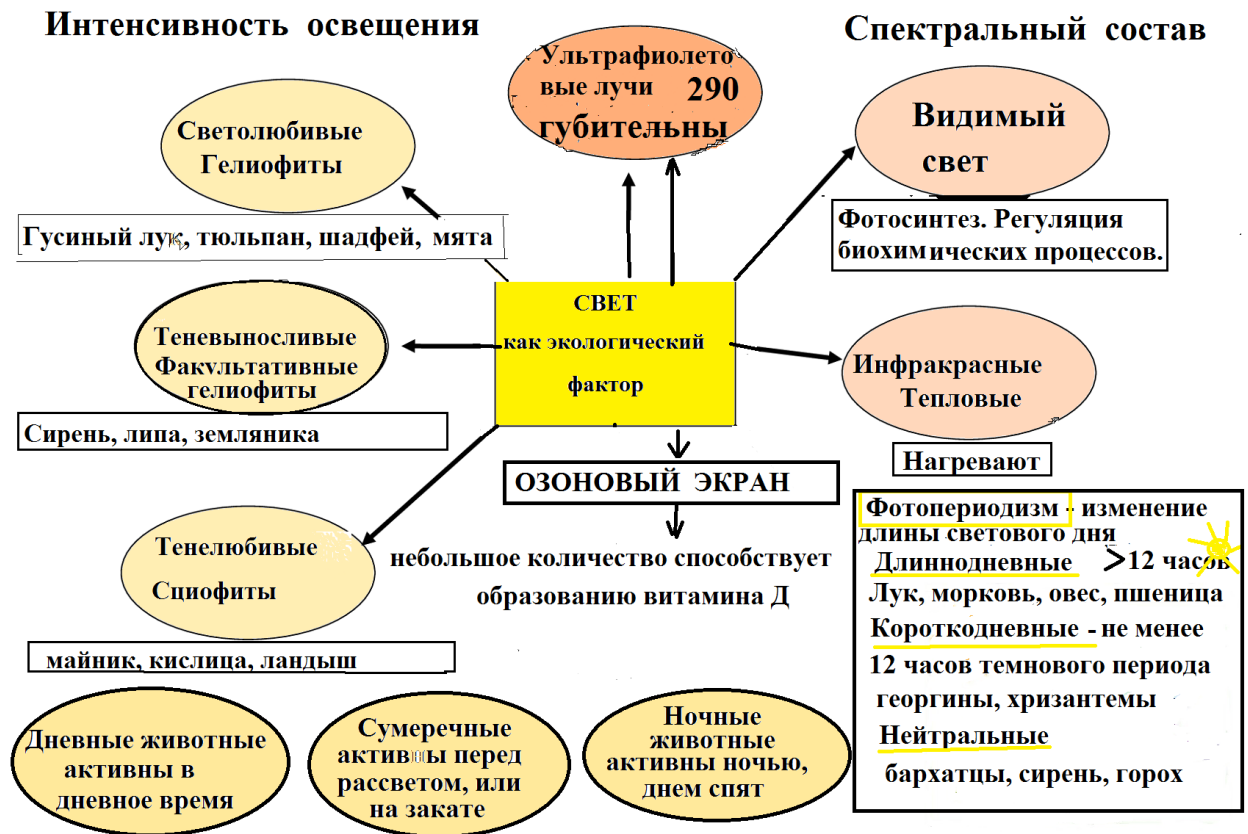 Интенсивность освещения
Спектральный состав
Ультрафиолето
вые лучи 290
губительны
Светолюбивые
Гелиофиты
Гусиный лук, тюльпан, шадфей, мята
Видимый
свет
Фотосинтез. Регуляция
биохимических процессов.
СВЕТ
как экологический
фактор
Теневыносливые
Факультативные
гелиофиты
Сирень, липа, земляника
Инфракрасные
Тепловые
Нагревают
ОЗОНОВЫЙ ЭКРАН
небольшое количество способствует
образованию витамина Д
Тенелюбивые
Сциофиты
майник, кислица, ландыш
Фотопериодизм - изменение
длины светового дня
Длиннодневные >12 часов
Лук, морковь, овес, пшеница
Короткодневные - не менее
12 часов темнового периода
георгины, хризантемы
Нейтральные
бархатцы, сирень, горох
Дневные животные
активны в
дневное время
Сумеречные
активны перед
рассветом, или
на закате
Ночные
животные
активны ночью,
днем спят